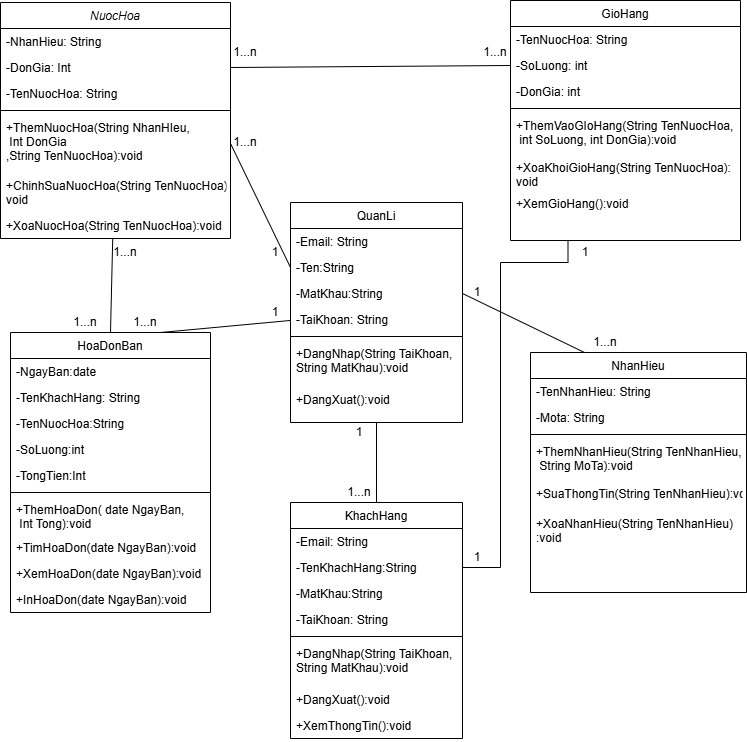 NuocHoa
-NhanHieu: String
-DonGia: Int
-TenNuocHoa: String
+ThemNuocHoa(String NhanHIeu,
Int DonGia
,String TenNuocHoa):void
+ChinhSuaNuocHoa(String TenNuocHoa)
void
+XoaNuocHoa(String TenNuocHoa):void
1...n
1...n
GioHang
-TenNuocHoa: String
-SoLuong: int
-DonGia: int
+ThemVaoGIoHang(String TenNuocHoa,
int SoLuong, int DonGia):void
+XoaKhoiGioHang(String TenNuocHoa):
void
+XemGioHang():void
1...n
1
1
1...n
QuanLi
-Email: String
-Ten:String
-MatKhau:String
-TaiKhoan: String
+DangNhap(String TaiKhoan,
String MatKhau):void
+DangXuat():void
1
1...n
1
1...n
1...n
HoaDonBan
-NgayBan:date
-TenKhachHang: String
-TenNuocHoa:String
-SoLuong:int
-TongTien:Int
+ThemHoaDon( date NgayBan,
Int Tong):void
+TimHoaDon(date NgayBan):void
+XemHoaDon(date NgayBan):void
+InHoaDon(date NgayBan):void
NhanHieu
-TenNhanHieu: String
-Mota: String
+ThemNhanHieu(String TenNhanHieu,
String MoTa):void
+SuaThongTin(String TenNhanHieu):vc
+XoaNhanHieu(String TenNhanHieu)
:void
1
1...n
KhachHang
-Email: String
-TenKhachHang:String
-MatKhau:String
-TaiKhoan: String
+DangNhap(String TaiKhoan,
String MatKhau):void
+DangXuat():void
+XemThongTin():void
1